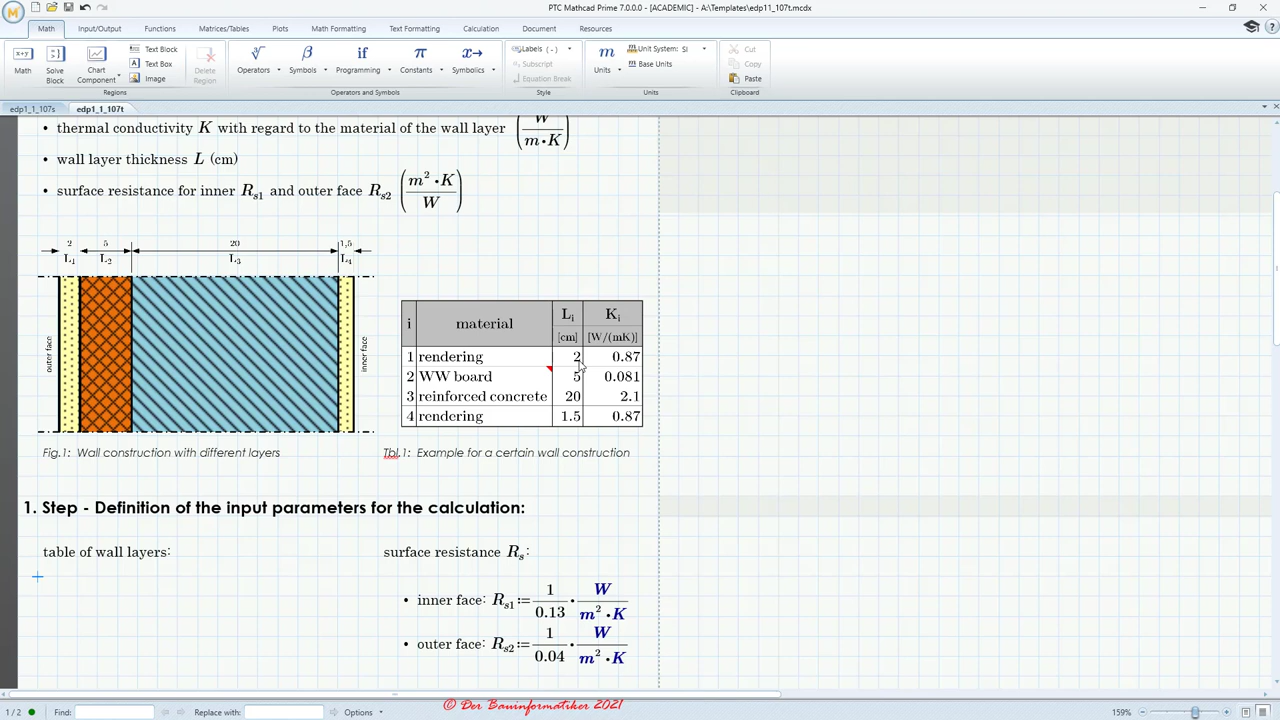 PTC Mathcad Prime 7.0.0.0 - [ACADEMIC] - A:\Templates\edp11_107t.mcdx
Math Input/Output Functions Matrices/Tables Plots Math Formatting Text Formatting Calculation Document Resources
Math
Solve Block
Chart Component
Text Block
Text Box
Image
Delete Region
Operators
Symbols
Programming
Constants
Symbolics
Labels ( – )
Subscript
Equation Break
Units
Unit System: SI
Base Units
Cut
Copy
Paste
Regions Operators and Symbols Style Units Clipboard
edp1_1_107s edp1_1_107t
• thermal conductivity K with regard to the material of the wall layer (W/(m·K))
• wall layer thickness L (cm)
• surface resistance for inner Rs1 and outer face Rs2 (m²·K/W)
2 5 20 1,5
L1 L2 L3 L4
outer face
inner face
i material Li Ki
[cm] [W/(mK)]
1 rendering 2 0.87
2 WW board 5 0.081
3 reinforced concrete 20 2.1
4 rendering 1.5 0.87
Fig.1: Wall construction with different layers
Tbl.1: Example for a certain wall construction
1. Step - Definition of the input parameters for the calculation:
table of wall layers:
surface resistance Rs:
• inner face: Rs1:=1/0.13·W/(m²·K)
• outer face: Rs2:=1/0.04·W/(m²·K)
© Der Bauinformatiker 2021
1 / 2 Find: Replace with: Options 159%